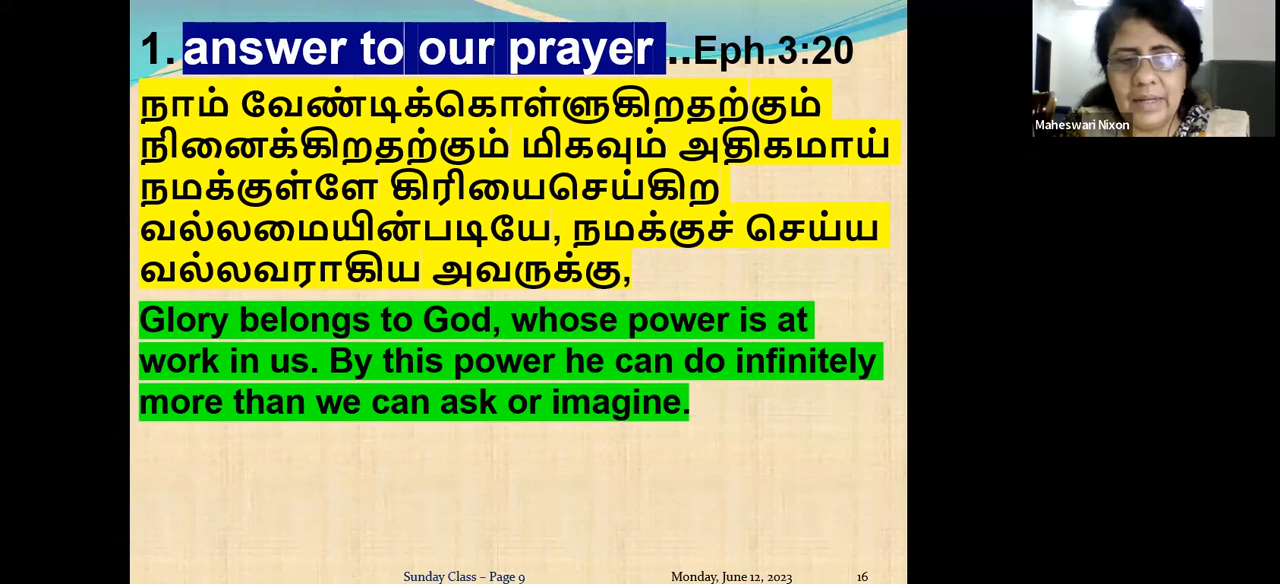 1. answer to our prayer ..Eph.3:20
நாம் வேண்டிக்கொள்ளுகிறதற்கும்
நினைக்கிறதற்கும் மிகவும் அதிகமாய்
நமக்குள்ளே கிரியைசெய்கிற
வல்லமையின்படியே, நமக்குச் செய்ய
வல்லவராகிய அவருக்கு,
Glory belongs to God, whose power is at
work in us. By this power he can do infinitely
more than we can ask or imagine.
Sunday Class – Page 9 Monday, June 12, 2023 16
Maheswari Nixon